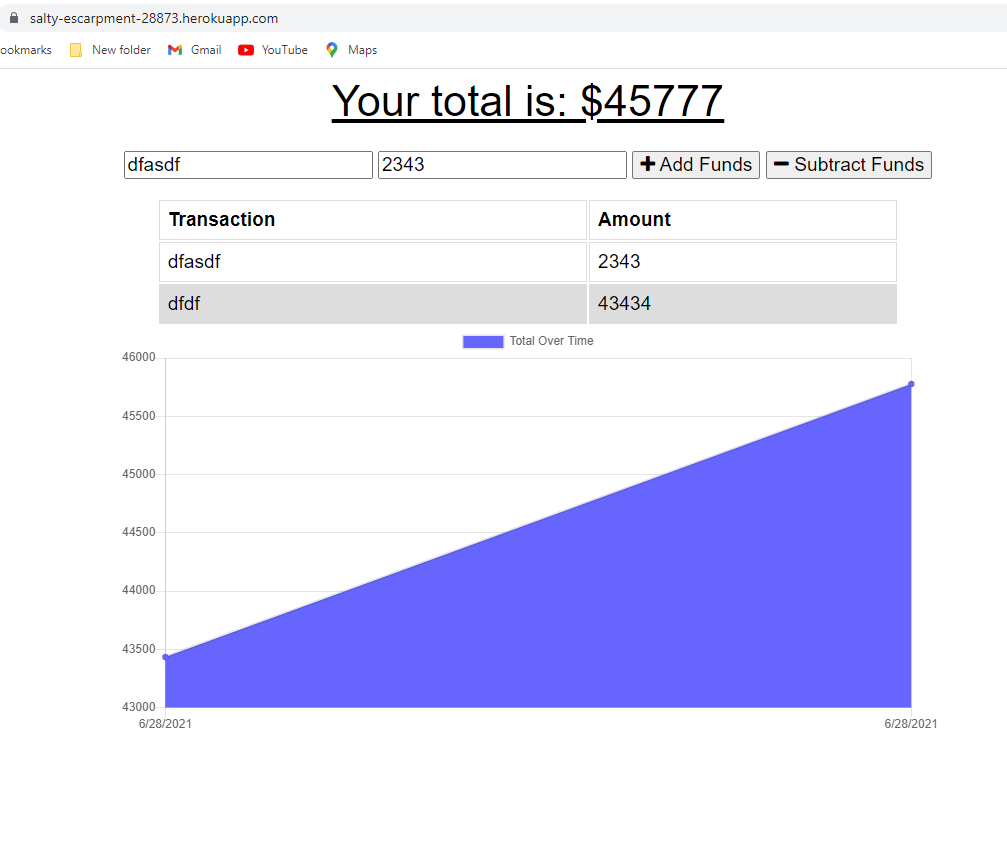 salty-escarpment-28873.herokuapp.com
ookmarks New folder Gmail YouTube Maps
Your total is: $45777
dfasdf 2343 Add Funds Subtract Funds
Transaction Amount
dfasdf 2343
dfdf 43434
Total Over Time
46000
45500
45000
44500
44000
43500
43000
6/28/2021 6/28/2021